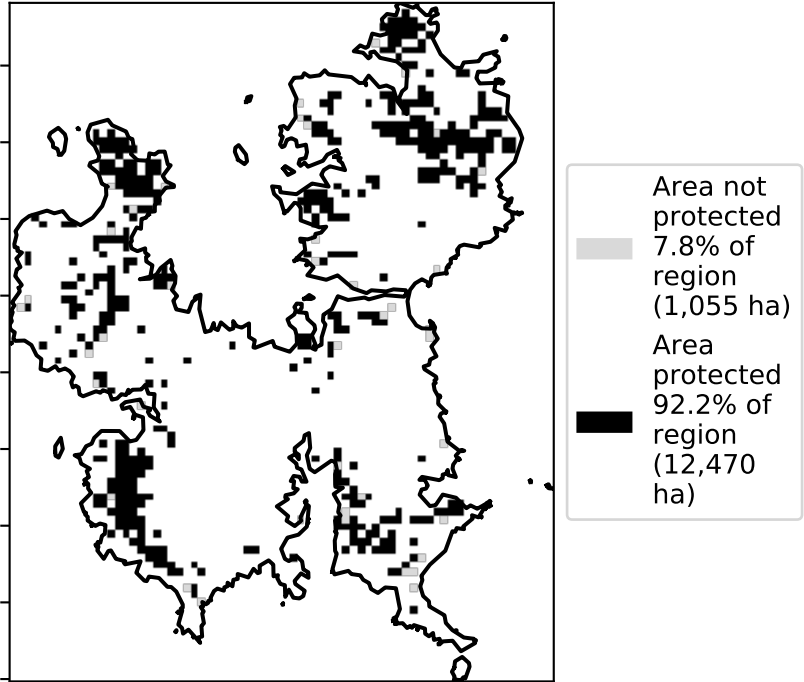 Area not
protected
7.8% of
region
(1,055 ha)
Area
protected
92.2% of
region
(12,470
ha)